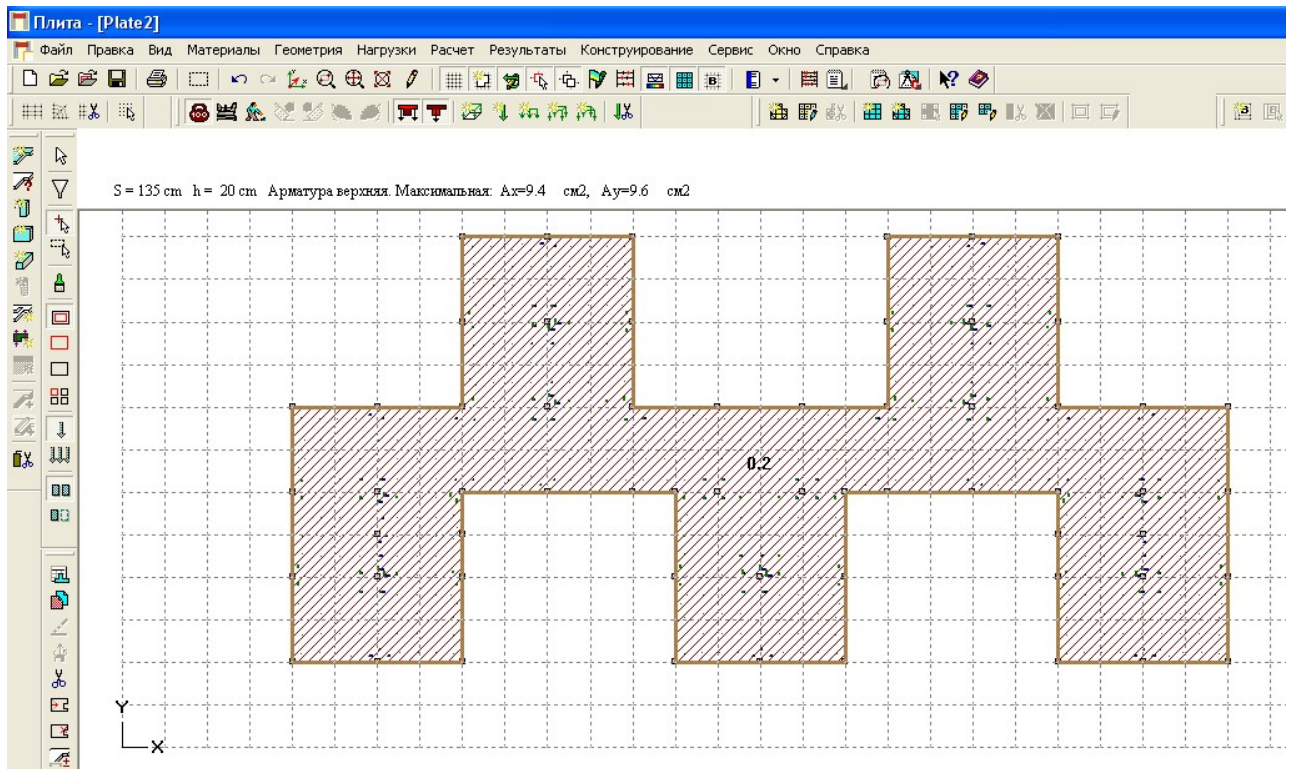 Плита - [Plate2]
Файл Правка Вид Материалы Геометрия Нагрузки Расчет Результаты Конструирование Сервис Окно Справка
S = 135 cm h = 20 cm Арматура верхняя. Максимальная: Ax=9.4 см2, Ay=9.6 см2
0.2
Y
X